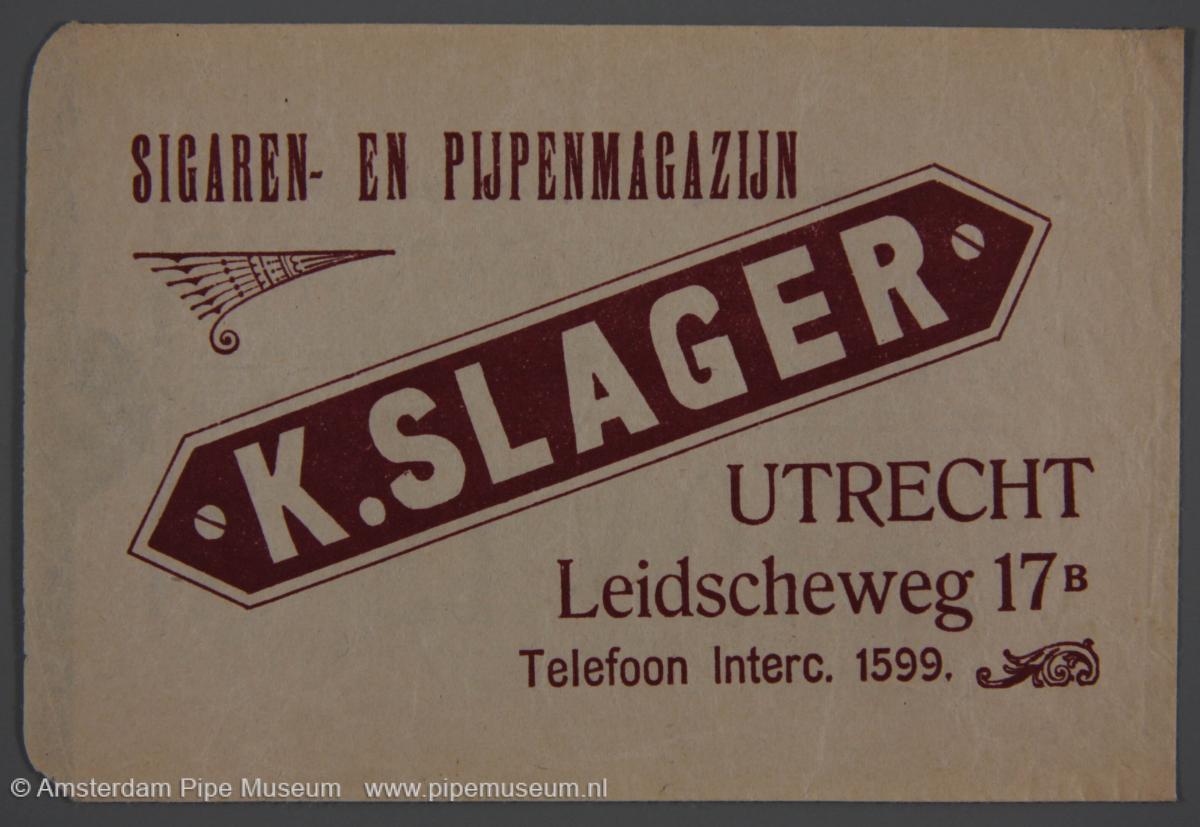 SIGAREN- EN PIJPENMAGAZIJN
K. SLAGER
UTRECHT
Leidscheweg 17B
Telefoon Interc. 1599.
© Amsterdam Pipe Museum www.pipemuseum.nl